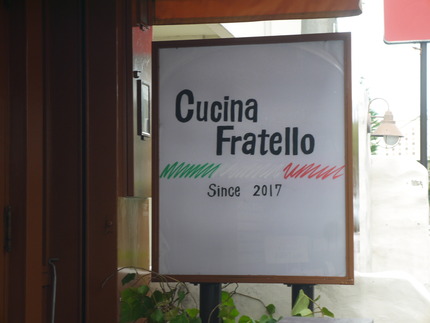 Cucina
Fratello
Since 2017